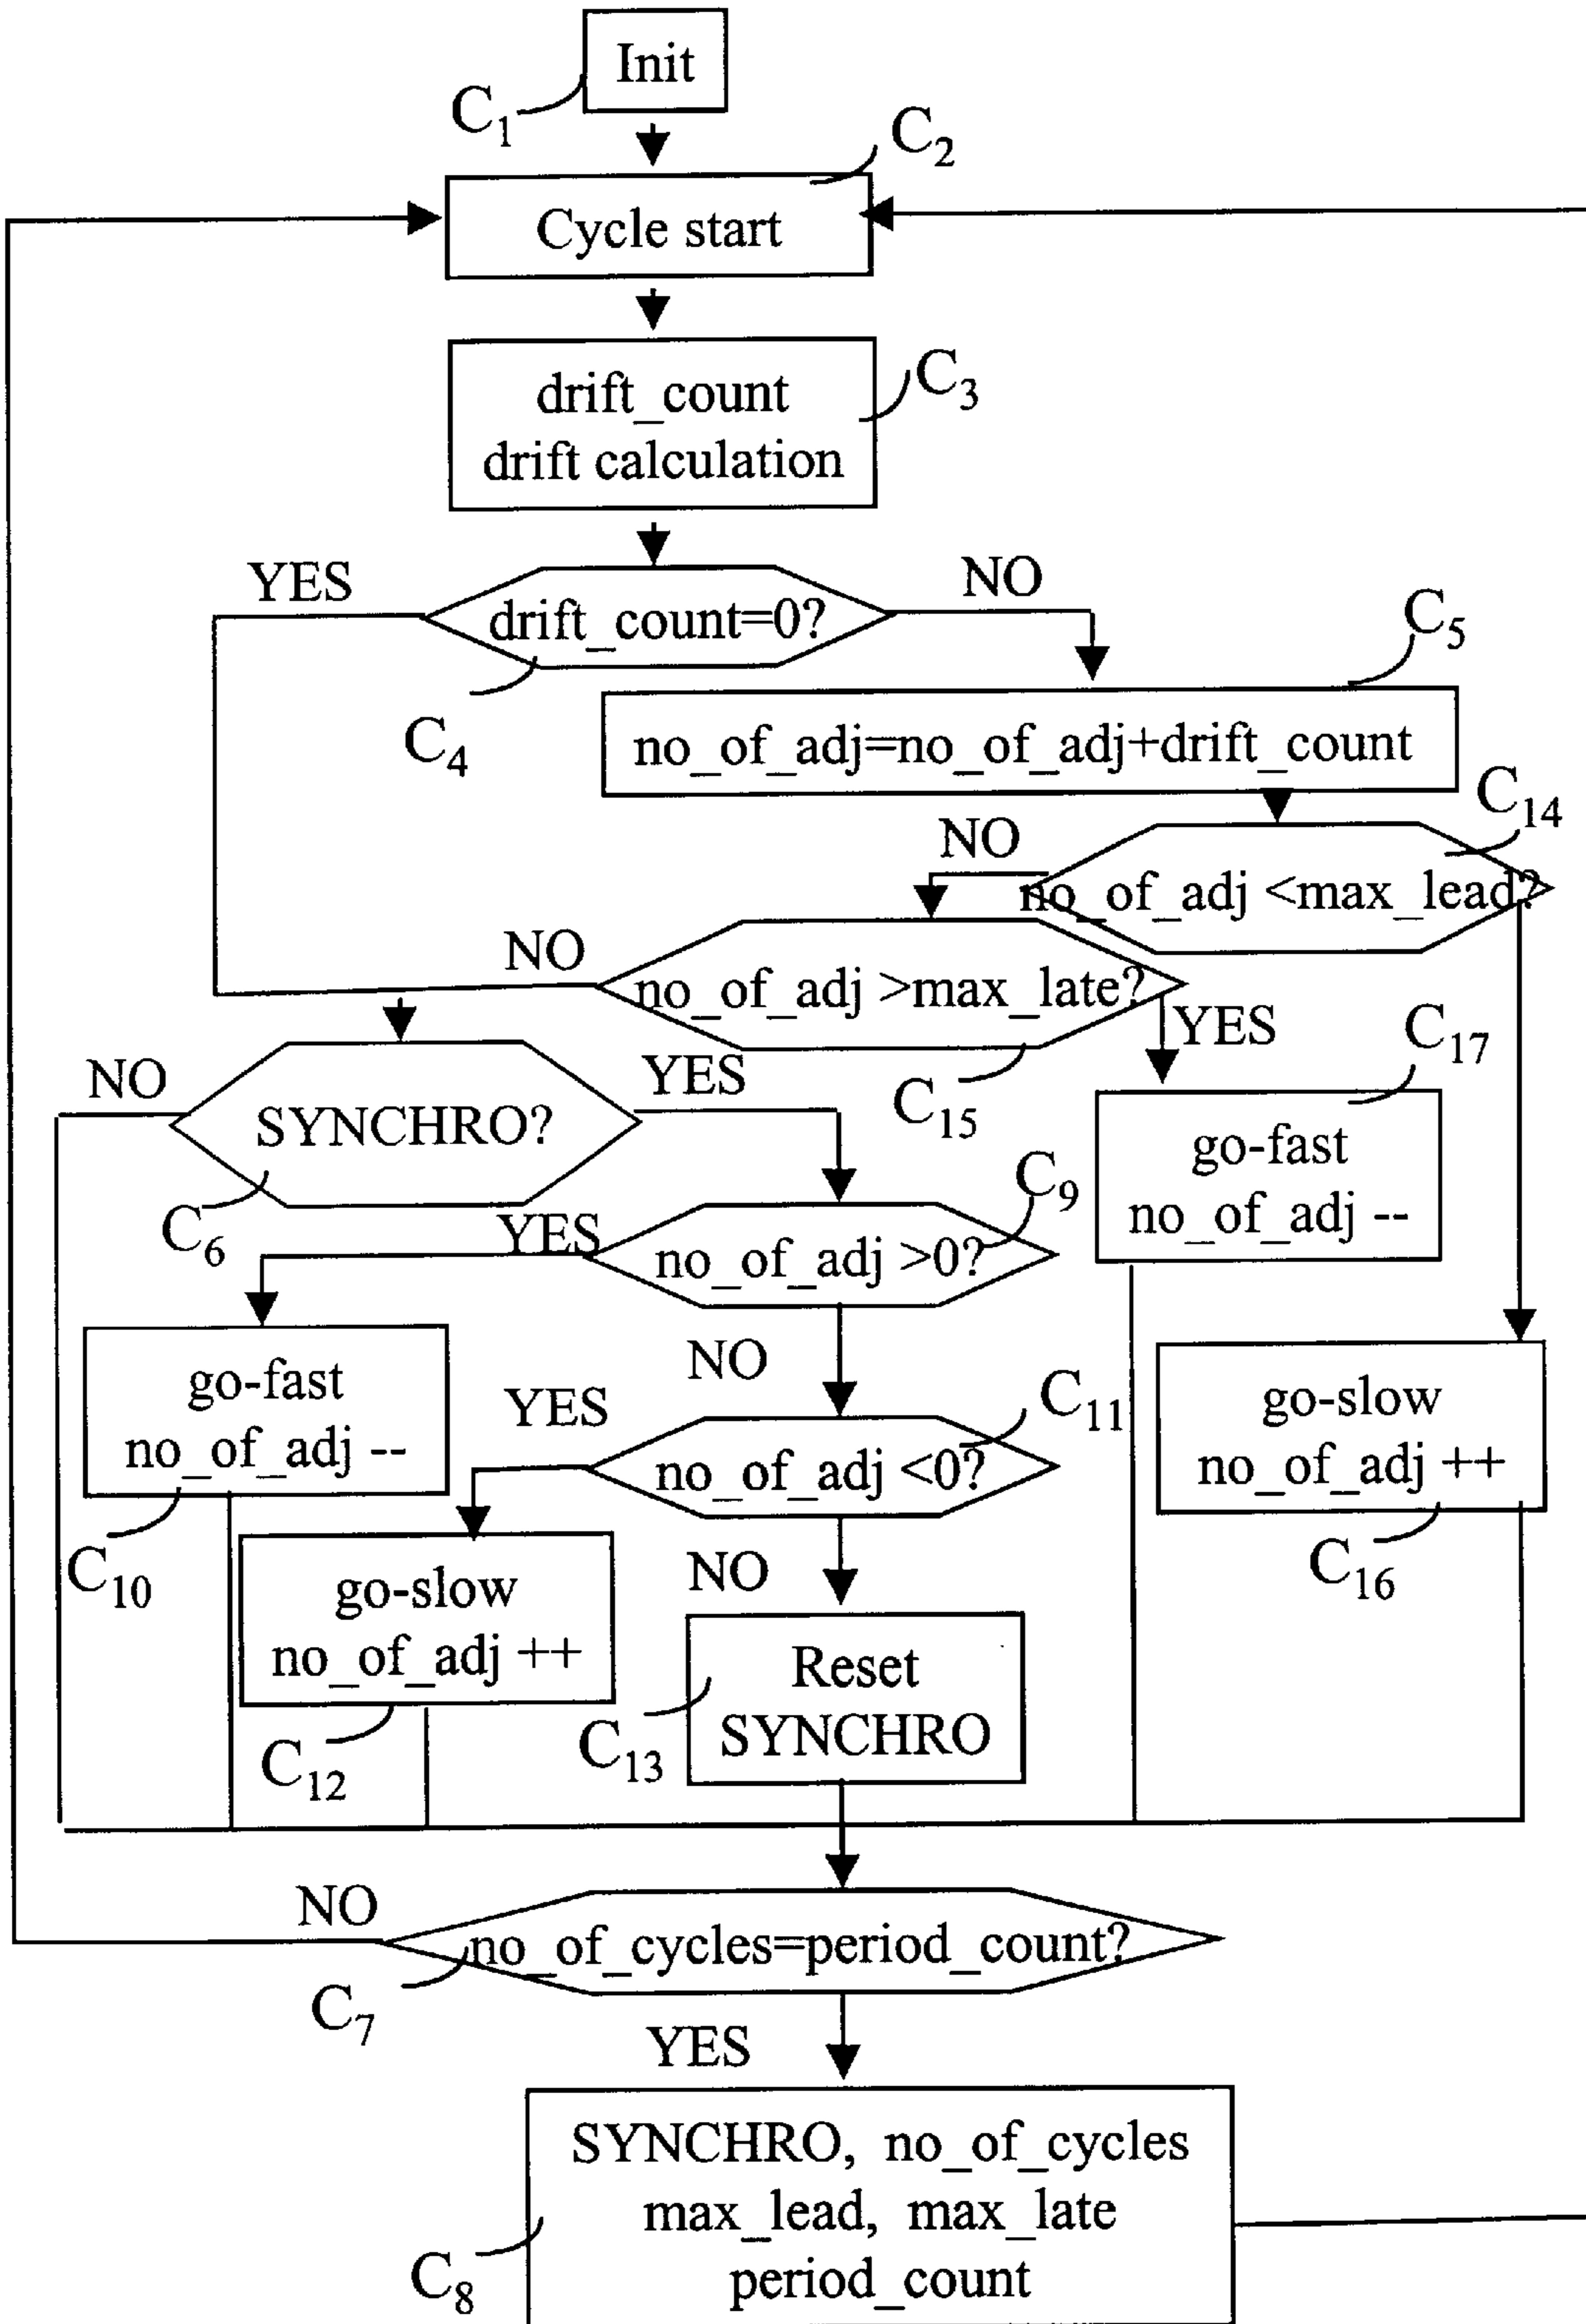 Init
C1
C2
Cycle start
drift_count
drift calculation
C3
YES
NO
drift_count=0?
C4
C5
no_of_adj=no_of_adj+drift_count
C14
NO
no_of_adj <max_lead?
NO
no_of_adj >max_late?
YES
C15
C17
NO
YES
SYNCHRO?
C6
go-fast
no_of_adj --
C9
YES
no_of_adj >0?
NO
go-fast
no_of_adj --
C10
YES
C11
no_of_adj <0?
go-slow
no_of_adj ++
C16
NO
go-slow
no_of_adj ++
C12
Reset
SYNCHRO
C13
NO
no_of_cycles=period_count?
C7
YES
SYNCHRO, no_of_cycles
max_lead, max_late
period_count
C8